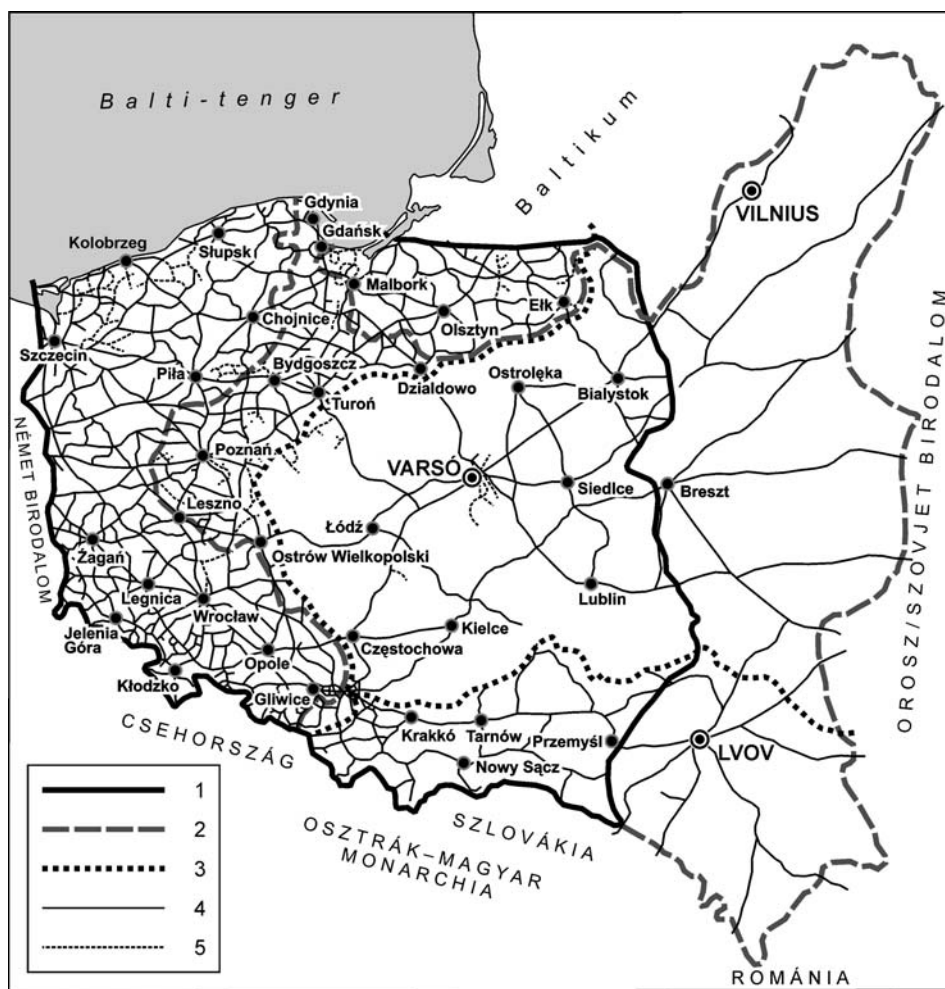 Balti-tenger
Baltikum
VILNIUS
Gdynia
Gdańsk
Kolobrzeg
Słupsk
Malbork
Ełk
Chojnice
Olsztyn
Szczecin
Piła
Bydgoszcz
Dzialdowo
Ostrolęka
Bialystok
Turoń
NÉMET BIRODALOM
Poznań
VARSÓ
Siedlce
Breszt
OROSZ/SZOVJET BIRODALOM
Leszno
Łódź
Żagań
Ostrów Wielkopolski
Legnica
Wrocław
Lublin
Jelenia
Góra
Kielce
Częstochowa
Opole
Kłodzko
Gliwice
Krakkó
Tarnów
Przemyśl
LVOV
CSEHORSZÁG
Nowy Sącz
SZLOVÁKIA
OSZTRÁK–MAGYAR
MONARCHIA
ROMÁNIA
1
2
3
4
5